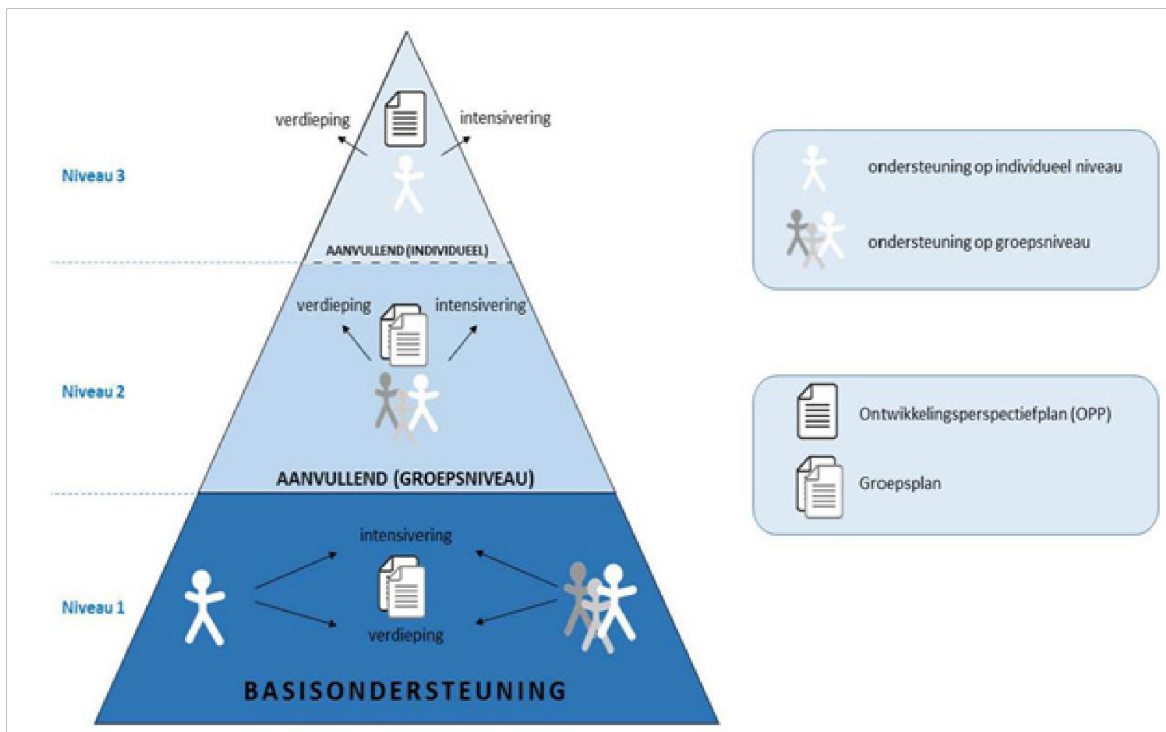 verdieping
intensivering
Niveau 3
AANVULLEND (INDIVIDUEEL)
verdieping
intensivering
Niveau 2
AANVULLEND (GROEPSNIVEAU)
intensivering
Niveau 1
verdieping
BASISONDERSTEUNING
ondersteuning op individueel niveau
ondersteuning op groepsniveau
Ontwikkelingsperspectiefplan (OPP)
Groepsplan